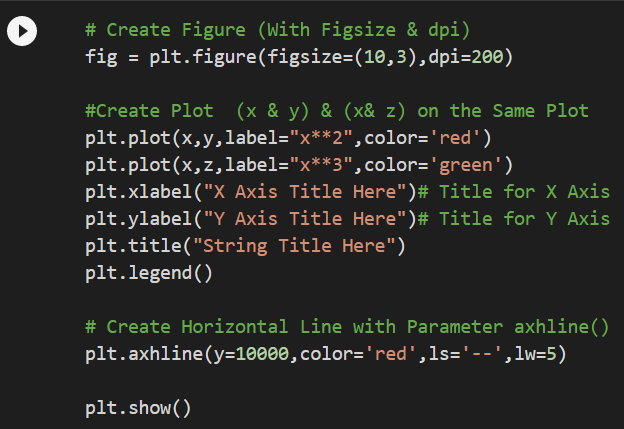 # Create Figure (With Figsize & dpi)
fig = plt.figure(figsize=(10,3),dpi=200)
#Create Plot  (x & y) & (x& z) on the Same Plot
plt.plot(x,y,label="x**2",color='red')
plt.plot(x,z,label="x**3",color='green')
plt.xlabel("X Axis Title Here")# Title for X Axis
plt.ylabel("Y Axis Title Here")# Title for Y Axis
plt.title("String Title Here")
plt.legend()
# Create Horizontal Line with Parameter axhline()
plt.axhline(y=10000,color='red',ls='--',lw=5)
plt.show()